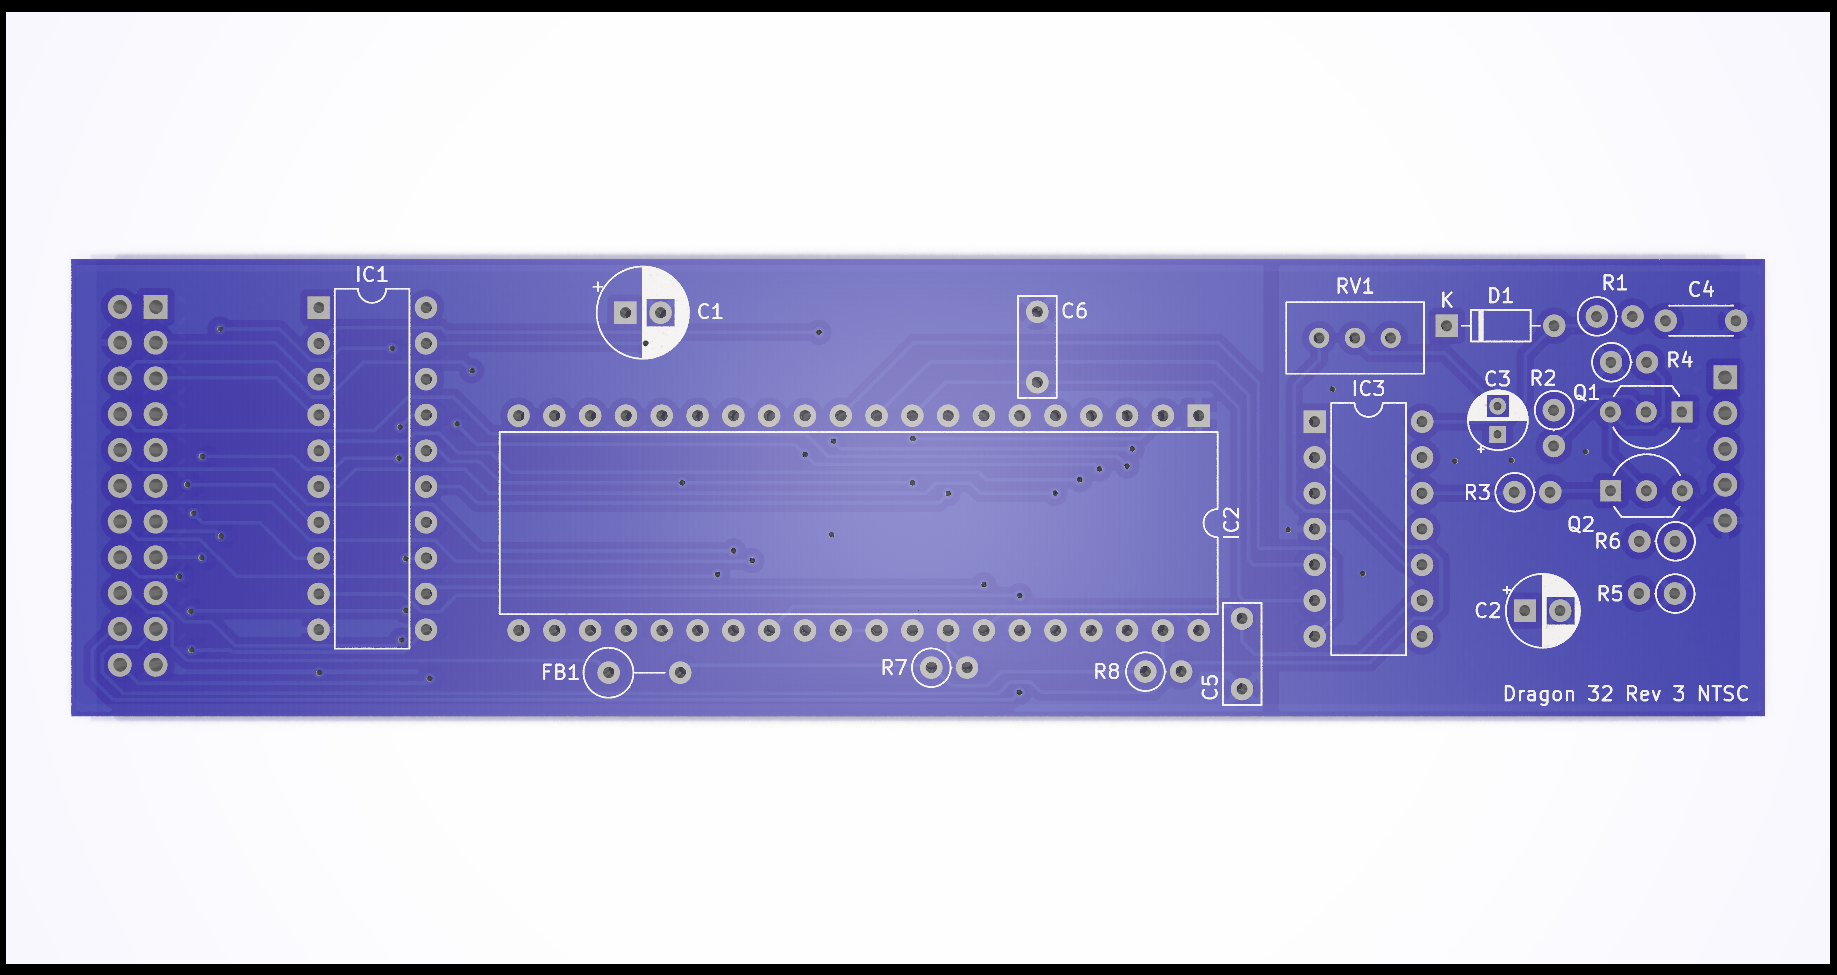 IC1
+
C1
C6
RV1
K
D1
R1
C4
R4
IC3
C3
+
R2
Q1
R3
IC2
Q2
R6
R5
+
C2
FB1
R7
R8
C5
Dragon 32 Rev 3 NTSC